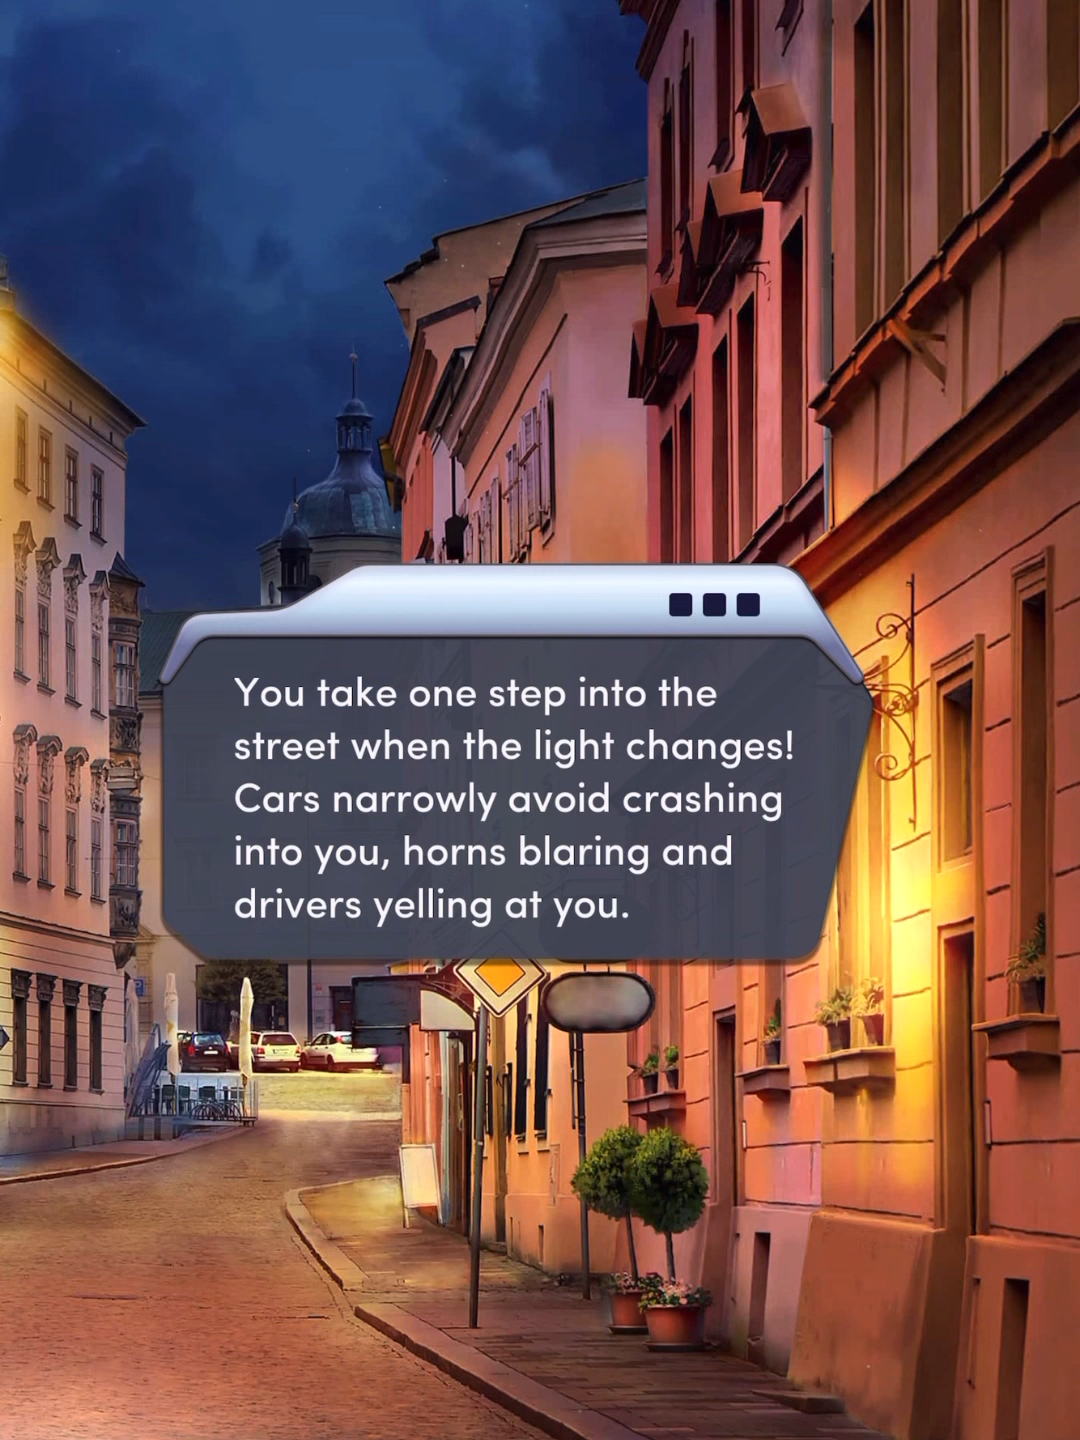 You take one step into the
street when the light changes!
Cars narrowly avoid crashing
into you, horns blaring and
drivers yelling at you.